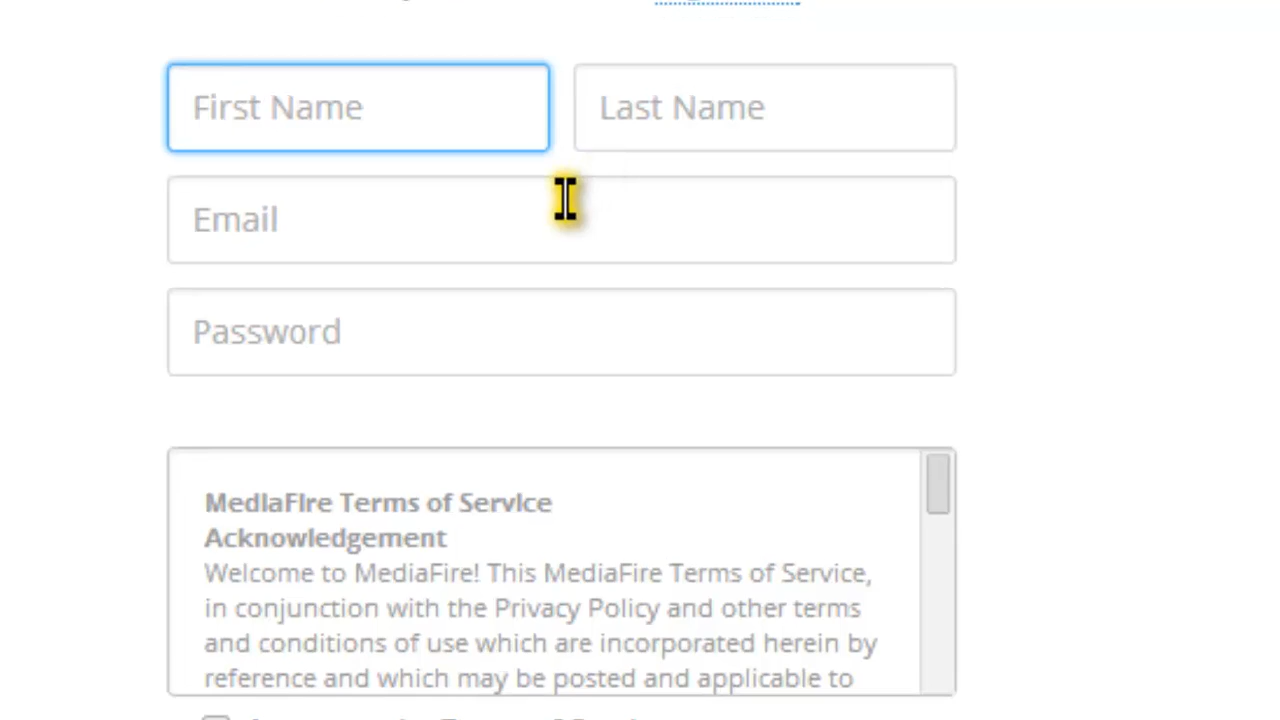 First Name Last Name
Email
Password
MediaFire Terms of Service
Acknowledgement
Welcome to MediaFire! This MediaFire Terms of Service,
in conjunction with the Privacy Policy and other terms
and conditions of use which are incorporated herein by
reference and which may be posted and applicable to